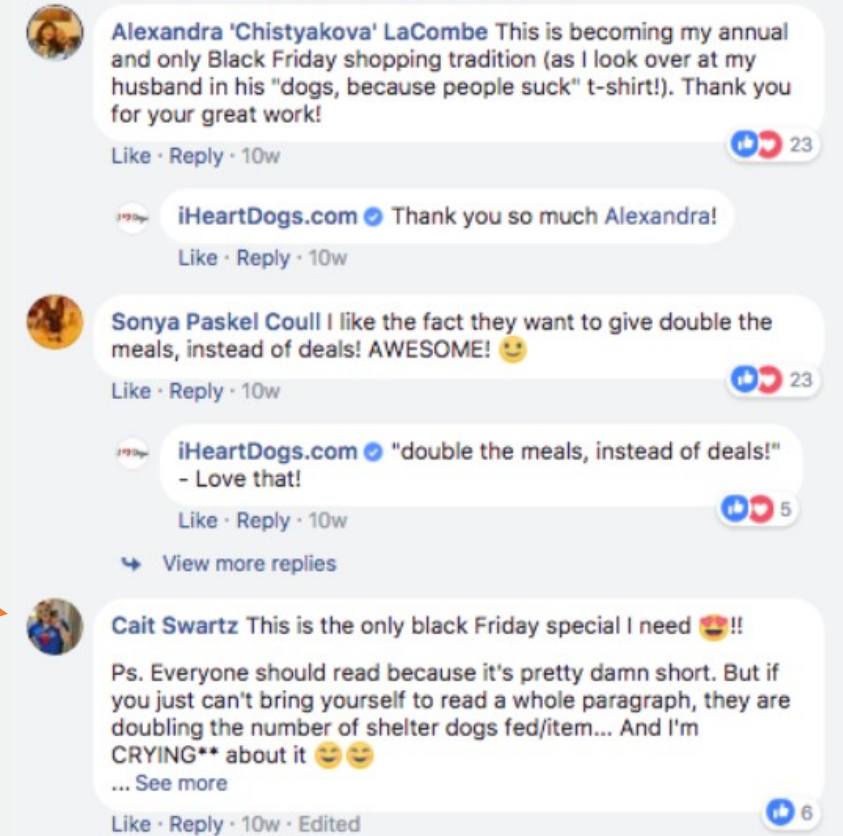 Alexandra 'Chistyakova' LaCombe This is becoming my annual
and only Black Friday shopping tradition (as I look over at my
husband in his "dogs, because people suck" t-shirt!). Thank you
for your great work!
23
Like · Reply · 10w
iHeartDogs.com Thank you so much Alexandra!
Like · Reply · 10w
Sonya Paskel Coull I like the fact they want to give double the
meals, instead of deals! AWESOME! 🙂
23
Like · Reply · 10w
iHeartDogs.com "double the meals, instead of deals!"
- Love that!
5
Like · Reply · 10w
View more replies
Cait Swartz This is the only black Friday special I need 😍!!
Ps. Everyone should read because it's pretty damn short. But if
you just can't bring yourself to read a whole paragraph, they are
doubling the number of shelter dogs fed/item... And I'm
CRYING** about it 😊😊
... See more
6
Like · Reply · 10w · Edited